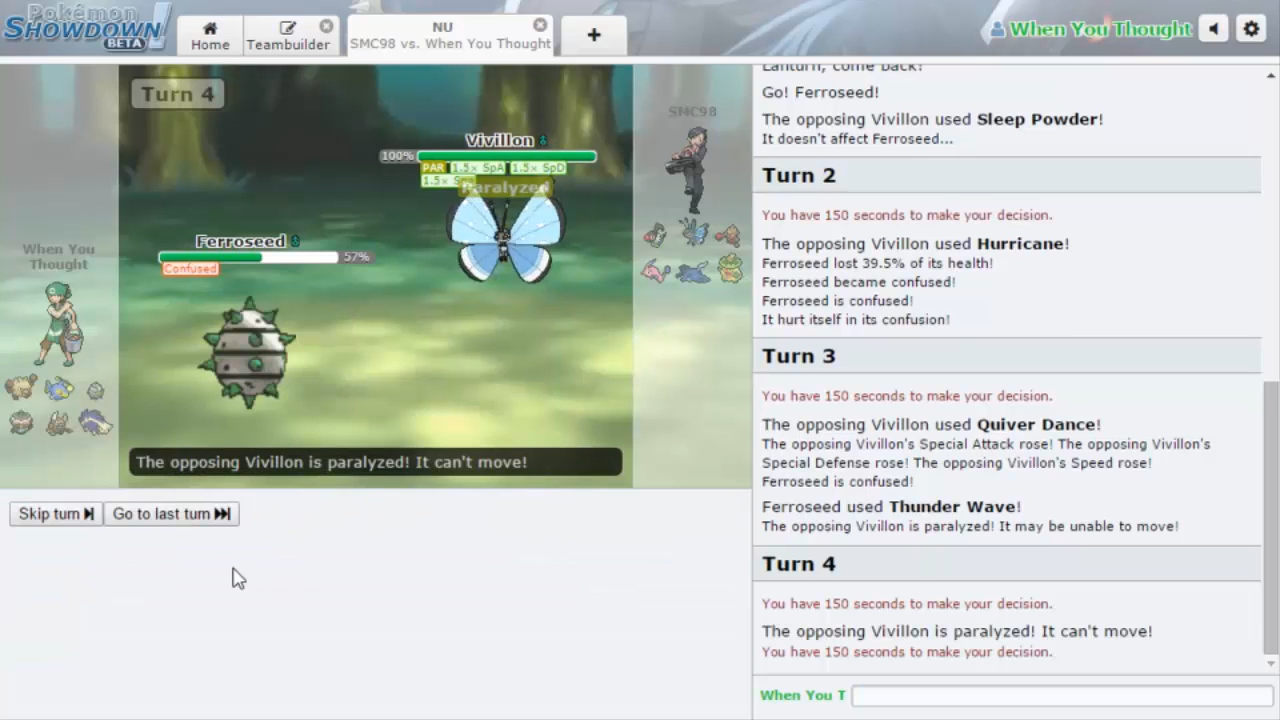 Pokémon
SHOWDOWN!
BETA
Home
Teambuilder
NU
SMC98 vs. When You Thought
+
When You Thought
Turn 4
Vivillon
100%
PAR 1.5× SpA 1.5× SpD
1.5×
Paralyzed
Ferroseed
57%
Confused
When You
Thought
SMC98
The opposing Vivillon is paralyzed! It can't move!
Skip turn
Go to last turn
Lanturn, come back!
Go! Ferroseed!
The opposing Vivillon used Sleep Powder!
It doesn't affect Ferroseed...
Turn 2
You have 150 seconds to make your decision.
The opposing Vivillon used Hurricane!
Ferroseed lost 39.5% of its health!
Ferroseed became confused!
Ferroseed is confused!
It hurt itself in its confusion!
Turn 3
You have 150 seconds to make your decision.
The opposing Vivillon used Quiver Dance!
The opposing Vivillon's Special Attack rose! The opposing Vivillon's
Special Defense rose! The opposing Vivillon's Speed rose!
Ferroseed is confused!
Ferroseed used Thunder Wave!
The opposing Vivillon is paralyzed! It may be unable to move!
Turn 4
You have 150 seconds to make your decision.
The opposing Vivillon is paralyzed! It can't move!
You have 150 seconds to make your decision.
When You T